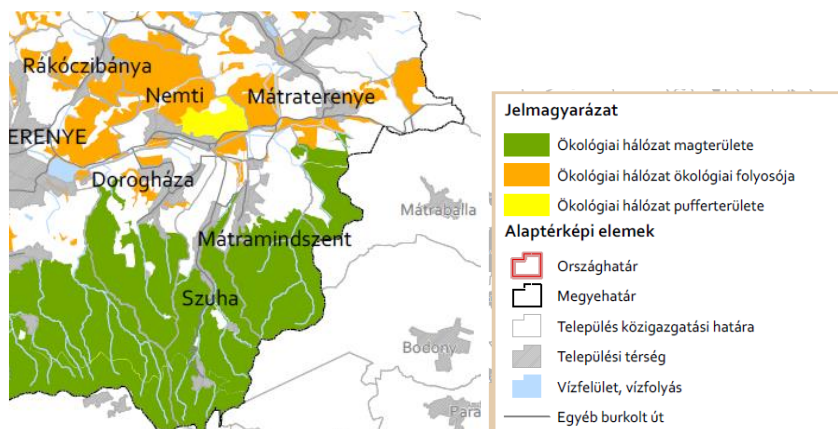 Rákóczibánya
Nemti
Mátraterenye
ERENYE
Dorogháza
Mátraballa
Mátramindszent
Szuha
Bodony
Para
Jelmagyarázat
Ökológiai hálózat magterülete
Ökológiai hálózat ökológiai folyosója
Ökológiai hálózat pufferterülete
Alaptérképi elemek
Országhatár
Megyehatár
Település közigazgatási határa
Települési térség
Vízfelület, vízfolyás
Egyéb burkolt út